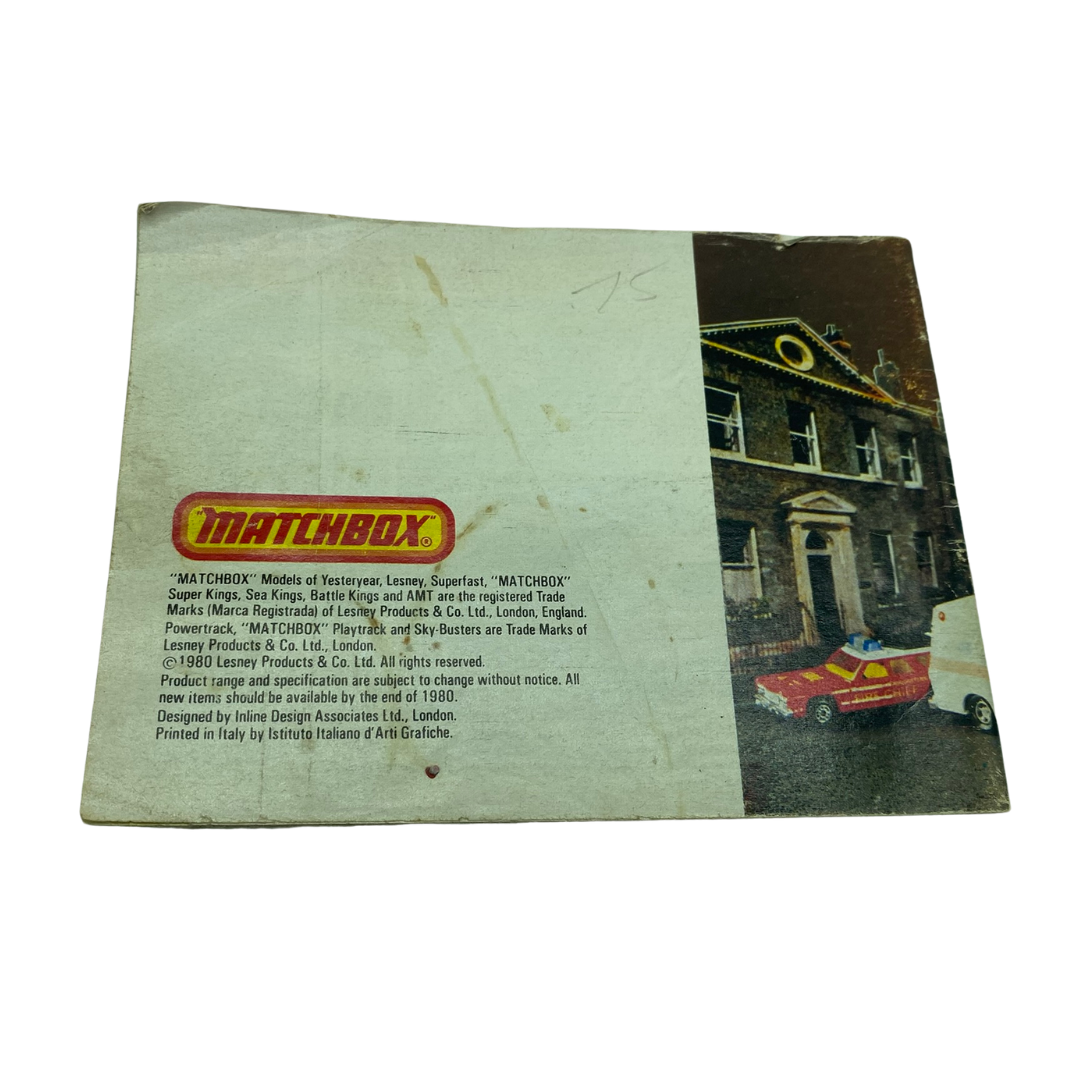 75
"MATCHBOX"®
"MATCHBOX" Models of Yesteryear, Lesney, Superfast, "MATCHBOX"
Super Kings, Sea Kings, Battle Kings and AMT are the registered Trade
Marks (Marca Registrada) of Lesney Products & Co. Ltd., London, England.
Powertrack, "MATCHBOX" Playtrack and Sky-Busters are Trade Marks of
Lesney Products & Co. Ltd., London.
©1980 Lesney Products & Co. Ltd. All rights reserved.
Product range and specification are subject to change without notice. All
new items should be available by the end of 1980.
Designed by Inline Design Associates Ltd., London.
Printed in Italy by Istituto Italiano d'Arti Grafiche.
FIRE CHIEF